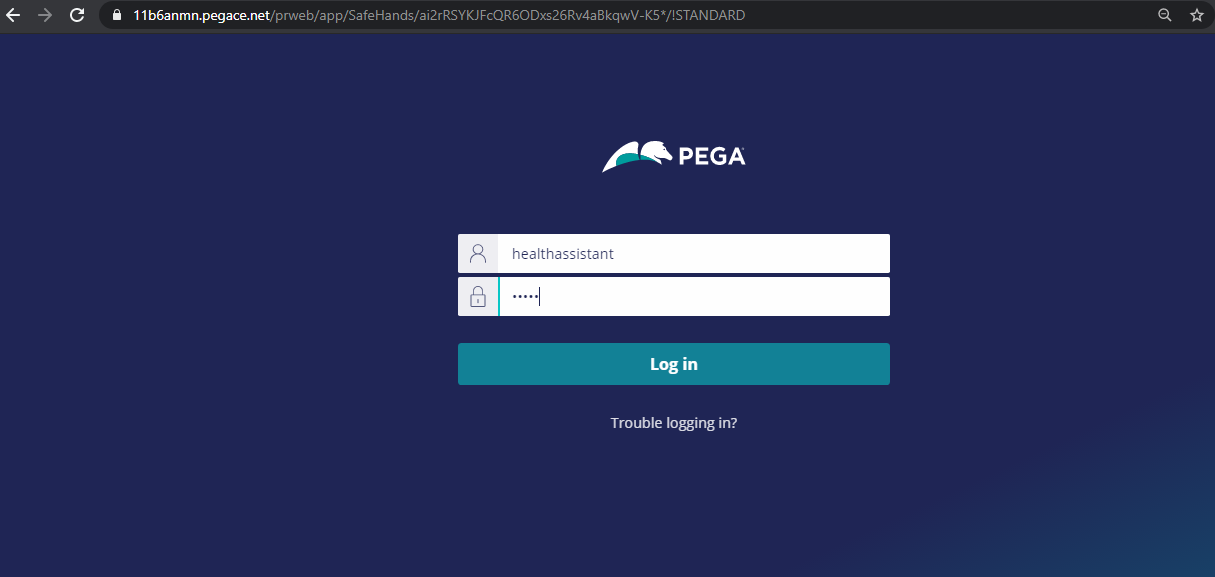 11b6anmn.pegace.net/prweb/app/SafeHands/ai2rRSYKJFcQR6ODxs26Rv4aBkqwV-K5*/!STANDARD
PEGA
healthassistant
•••••
Log in
Trouble logging in?